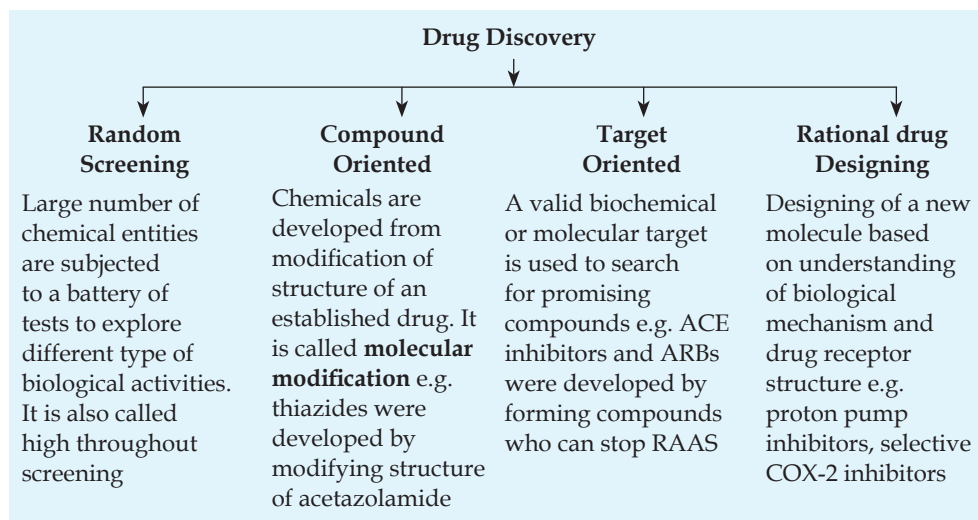 Drug Discovery
Random
Screening
Large number of
chemical entities
are subjected
to a battery of
tests to explore
different type of
biological activities.
It is also called
high throughout
screening
Compound
Oriented
Chemicals are
developed from
modification of
structure of an
established drug. It
is called molecular
modification e.g.
thiazides were
developed by
modifying structure
of acetazolamide
Target
Oriented
A valid biochemical
or molecular target
is used to search
for promising
compounds e.g. ACE
inhibitors and ARBs
were developed by
forming compounds
who can stop RAAS
Rational drug
Designing
Designing of a new
molecule based
on understanding
of biological
mechanism and
drug receptor
structure e.g.
proton pump
inhibitors, selective
COX-2 inhibitors